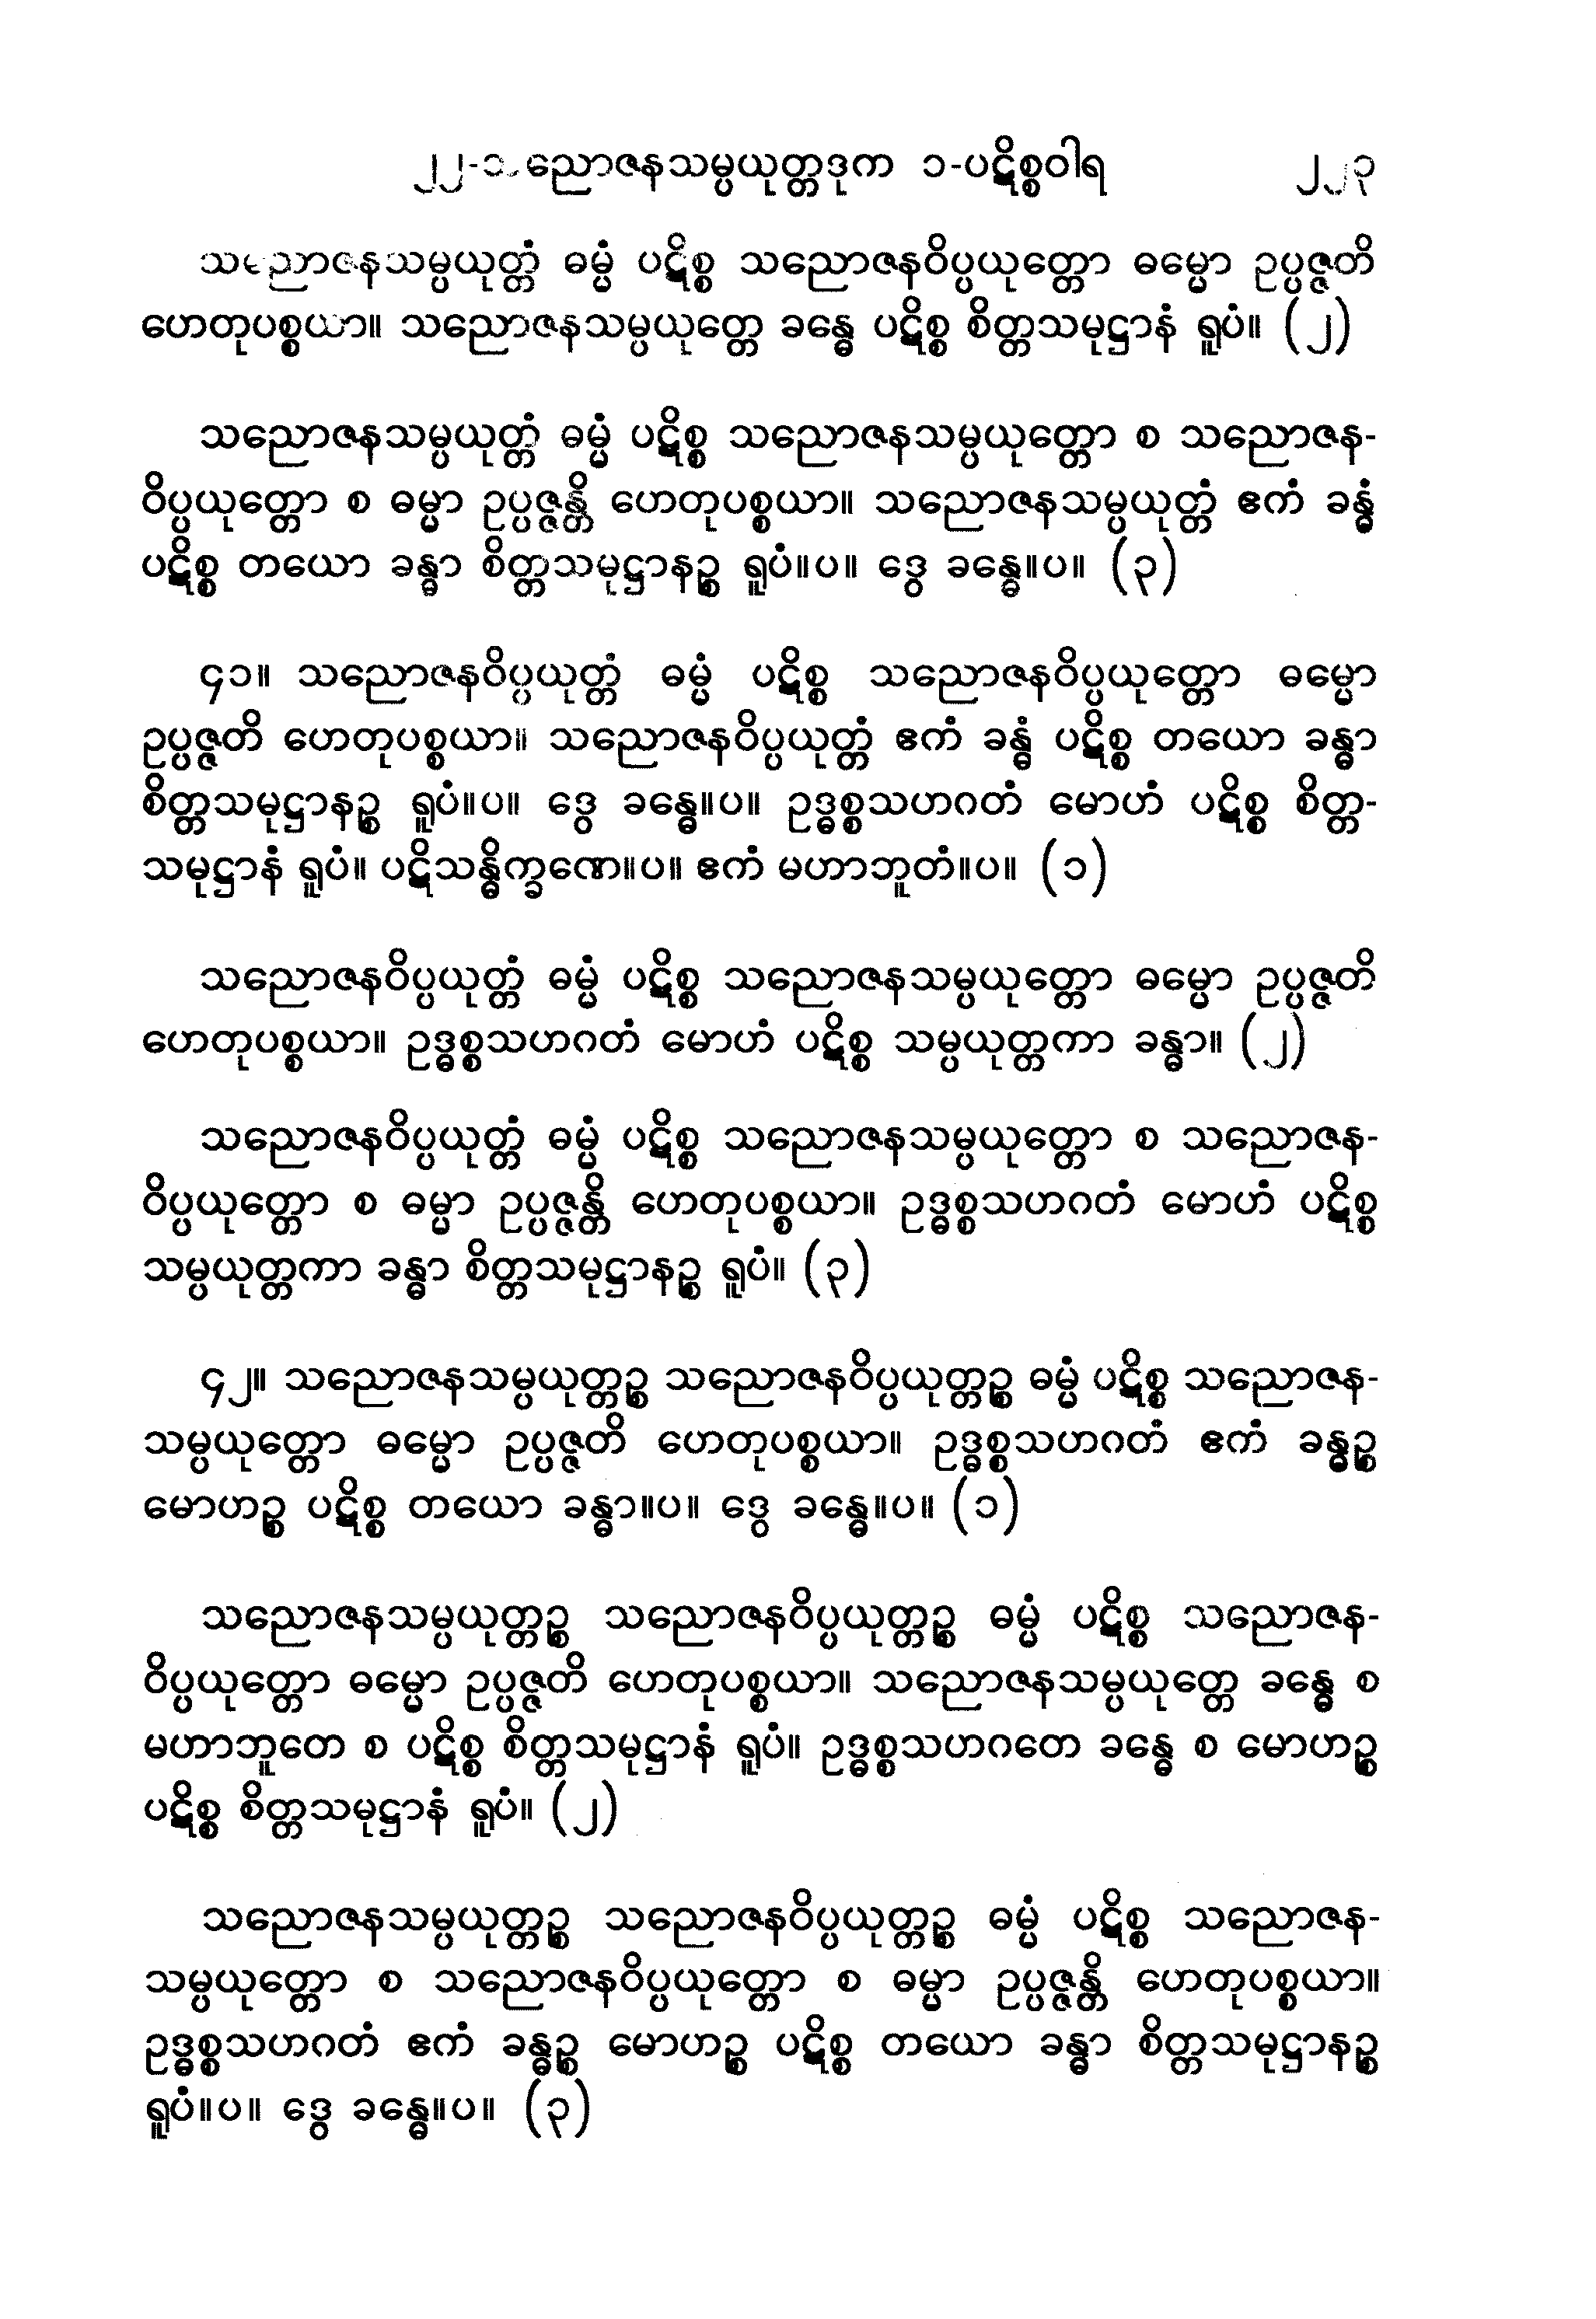 ၂၂-သညောဇနသမ္ပယုတ္တဒုက ၁-ပဋိစ္စဝါရ ၂၂၃
သညောဇနသမ္ပယုတ္တံ ဓမ္မံ ပဋိစ္စ သညောဇနဝိပ္ပယုတ္တော ဓမ္မော ဥပ္ပဇ္ဇတိ
ဟေတုပစ္စယာ။ သညောဇနသမ္ပယုတ္တေ ခန္ဓေ ပဋိစ္စ စိတ္တသမုဋ္ဌာနံ ရူပံ။ (၂)
သညောဇနသမ္ပယုတ္တံ ဓမ္မံ ပဋိစ္စ သညောဇနသမ္ပယုတ္တော စ သညောဇန-
ဝိပ္ပယုတ္တော စ ဓမ္မာ ဥပ္ပဇ္ဇန္တိ ဟေတုပစ္စယာ။ သညောဇနသမ္ပယုတ္တံ ဧကံ ခန္ဓံ
ပဋိစ္စ တယော ခန္ဓာ စိတ္တသမုဋ္ဌာနဉ္စ ရူပံ။ပ။ ဒွေ ခန္ဓေ။ပ။ (၃)
၄၁။ သညောဇနဝိပ္ပယုတ္တံ ဓမ္မံ ပဋိစ္စ သညောဇနဝိပ္ပယုတ္တော ဓမ္မော
ဥပ္ပဇ္ဇတိ ဟေတုပစ္စယာ။ သညောဇနဝိပ္ပယုတ္တံ ဧကံ ခန္ဓံ ပဋိစ္စ တယော ခန္ဓာ
စိတ္တသမုဋ္ဌာနဉ္စ ရူပံ။ပ။ ဒွေ ခန္ဓေ။ပ။ ဥဒ္ဓစ္စသဟဂတံ မောဟံ ပဋိစ္စ စိတ္တ-
သမုဋ္ဌာနံ ရူပံ။ ပဋိသန္ဓိက္ခဏေ။ပ။ ဧကံ မဟာဘူတံ။ပ။ (၁)
သညောဇနဝိပ္ပယုတ္တံ ဓမ္မံ ပဋိစ္စ သညောဇနသမ္ပယုတ္တော ဓမ္မော ဥပ္ပဇ္ဇတိ
ဟေတုပစ္စယာ။ ဥဒ္ဓစ္စသဟဂတံ မောဟံ ပဋိစ္စ သမ္ပယုတ္တကာ ခန္ဓာ။ (၂)
သညောဇနဝိပ္ပယုတ္တံ ဓမ္မံ ပဋိစ္စ သညောဇနသမ္ပယုတ္တော စ သညောဇန-
ဝိပ္ပယုတ္တော စ ဓမ္မာ ဥပ္ပဇ္ဇန္တိ ဟေတုပစ္စယာ။ ဥဒ္ဓစ္စသဟဂတံ မောဟံ ပဋိစ္စ
သမ္ပယုတ္တကာ ခန္ဓာ စိတ္တသမုဋ္ဌာနဉ္စ ရူပံ။ (၃)
၄၂။ သညောဇနသမ္ပယုတ္တဉ္စ သညောဇနဝိပ္ပယုတ္တဉ္စ ဓမ္မံ ပဋိစ္စ သညောဇန-
သမ္ပယုတ္တော ဓမ္မော ဥပ္ပဇ္ဇတိ ဟေတုပစ္စယာ။ ဥဒ္ဓစ္စသဟဂတံ ဧကံ ခန္ဓဉ္စ
မောဟဉ္စ ပဋိစ္စ တယော ခန္ဓာ။ပ။ ဒွေ ခန္ဓေ။ပ။ (၁)
သညောဇနသမ္ပယုတ္တဉ္စ သညောဇနဝိပ္ပယုတ္တဉ္စ ဓမ္မံ ပဋိစ္စ သညောဇန-
ဝိပ္ပယုတ္တော ဓမ္မော ဥပ္ပဇ္ဇတိ ဟေတုပစ္စယာ။ သညောဇနသမ္ပယုတ္တေ ခန္ဓေ စ
မဟာဘူတေ စ ပဋိစ္စ စိတ္တသမုဋ္ဌာနံ ရူပံ။ ဥဒ္ဓစ္စသဟဂတေ ခန္ဓေ စ မောဟဉ္စ
ပဋိစ္စ စိတ္တသမုဋ္ဌာနံ ရူပံ။ (၂)
သညောဇနသမ္ပယုတ္တဉ္စ သညောဇနဝိပ္ပယုတ္တဉ္စ ဓမ္မံ ပဋိစ္စ သညောဇန-
သမ္ပယုတ္တော စ သညောဇနဝိပ္ပယုတ္တော စ ဓမ္မာ ဥပ္ပဇ္ဇန္တိ ဟေတုပစ္စယာ။
ဥဒ္ဓစ္စသဟဂတံ ဧကံ ခန္ဓဉ္စ မောဟဉ္စ ပဋိစ္စ တယော ခန္ဓာ စိတ္တသမုဋ္ဌာနဉ္စ
ရူပံ။ပ။ ဒွေ ခန္ဓေ။ပ။ (၃)